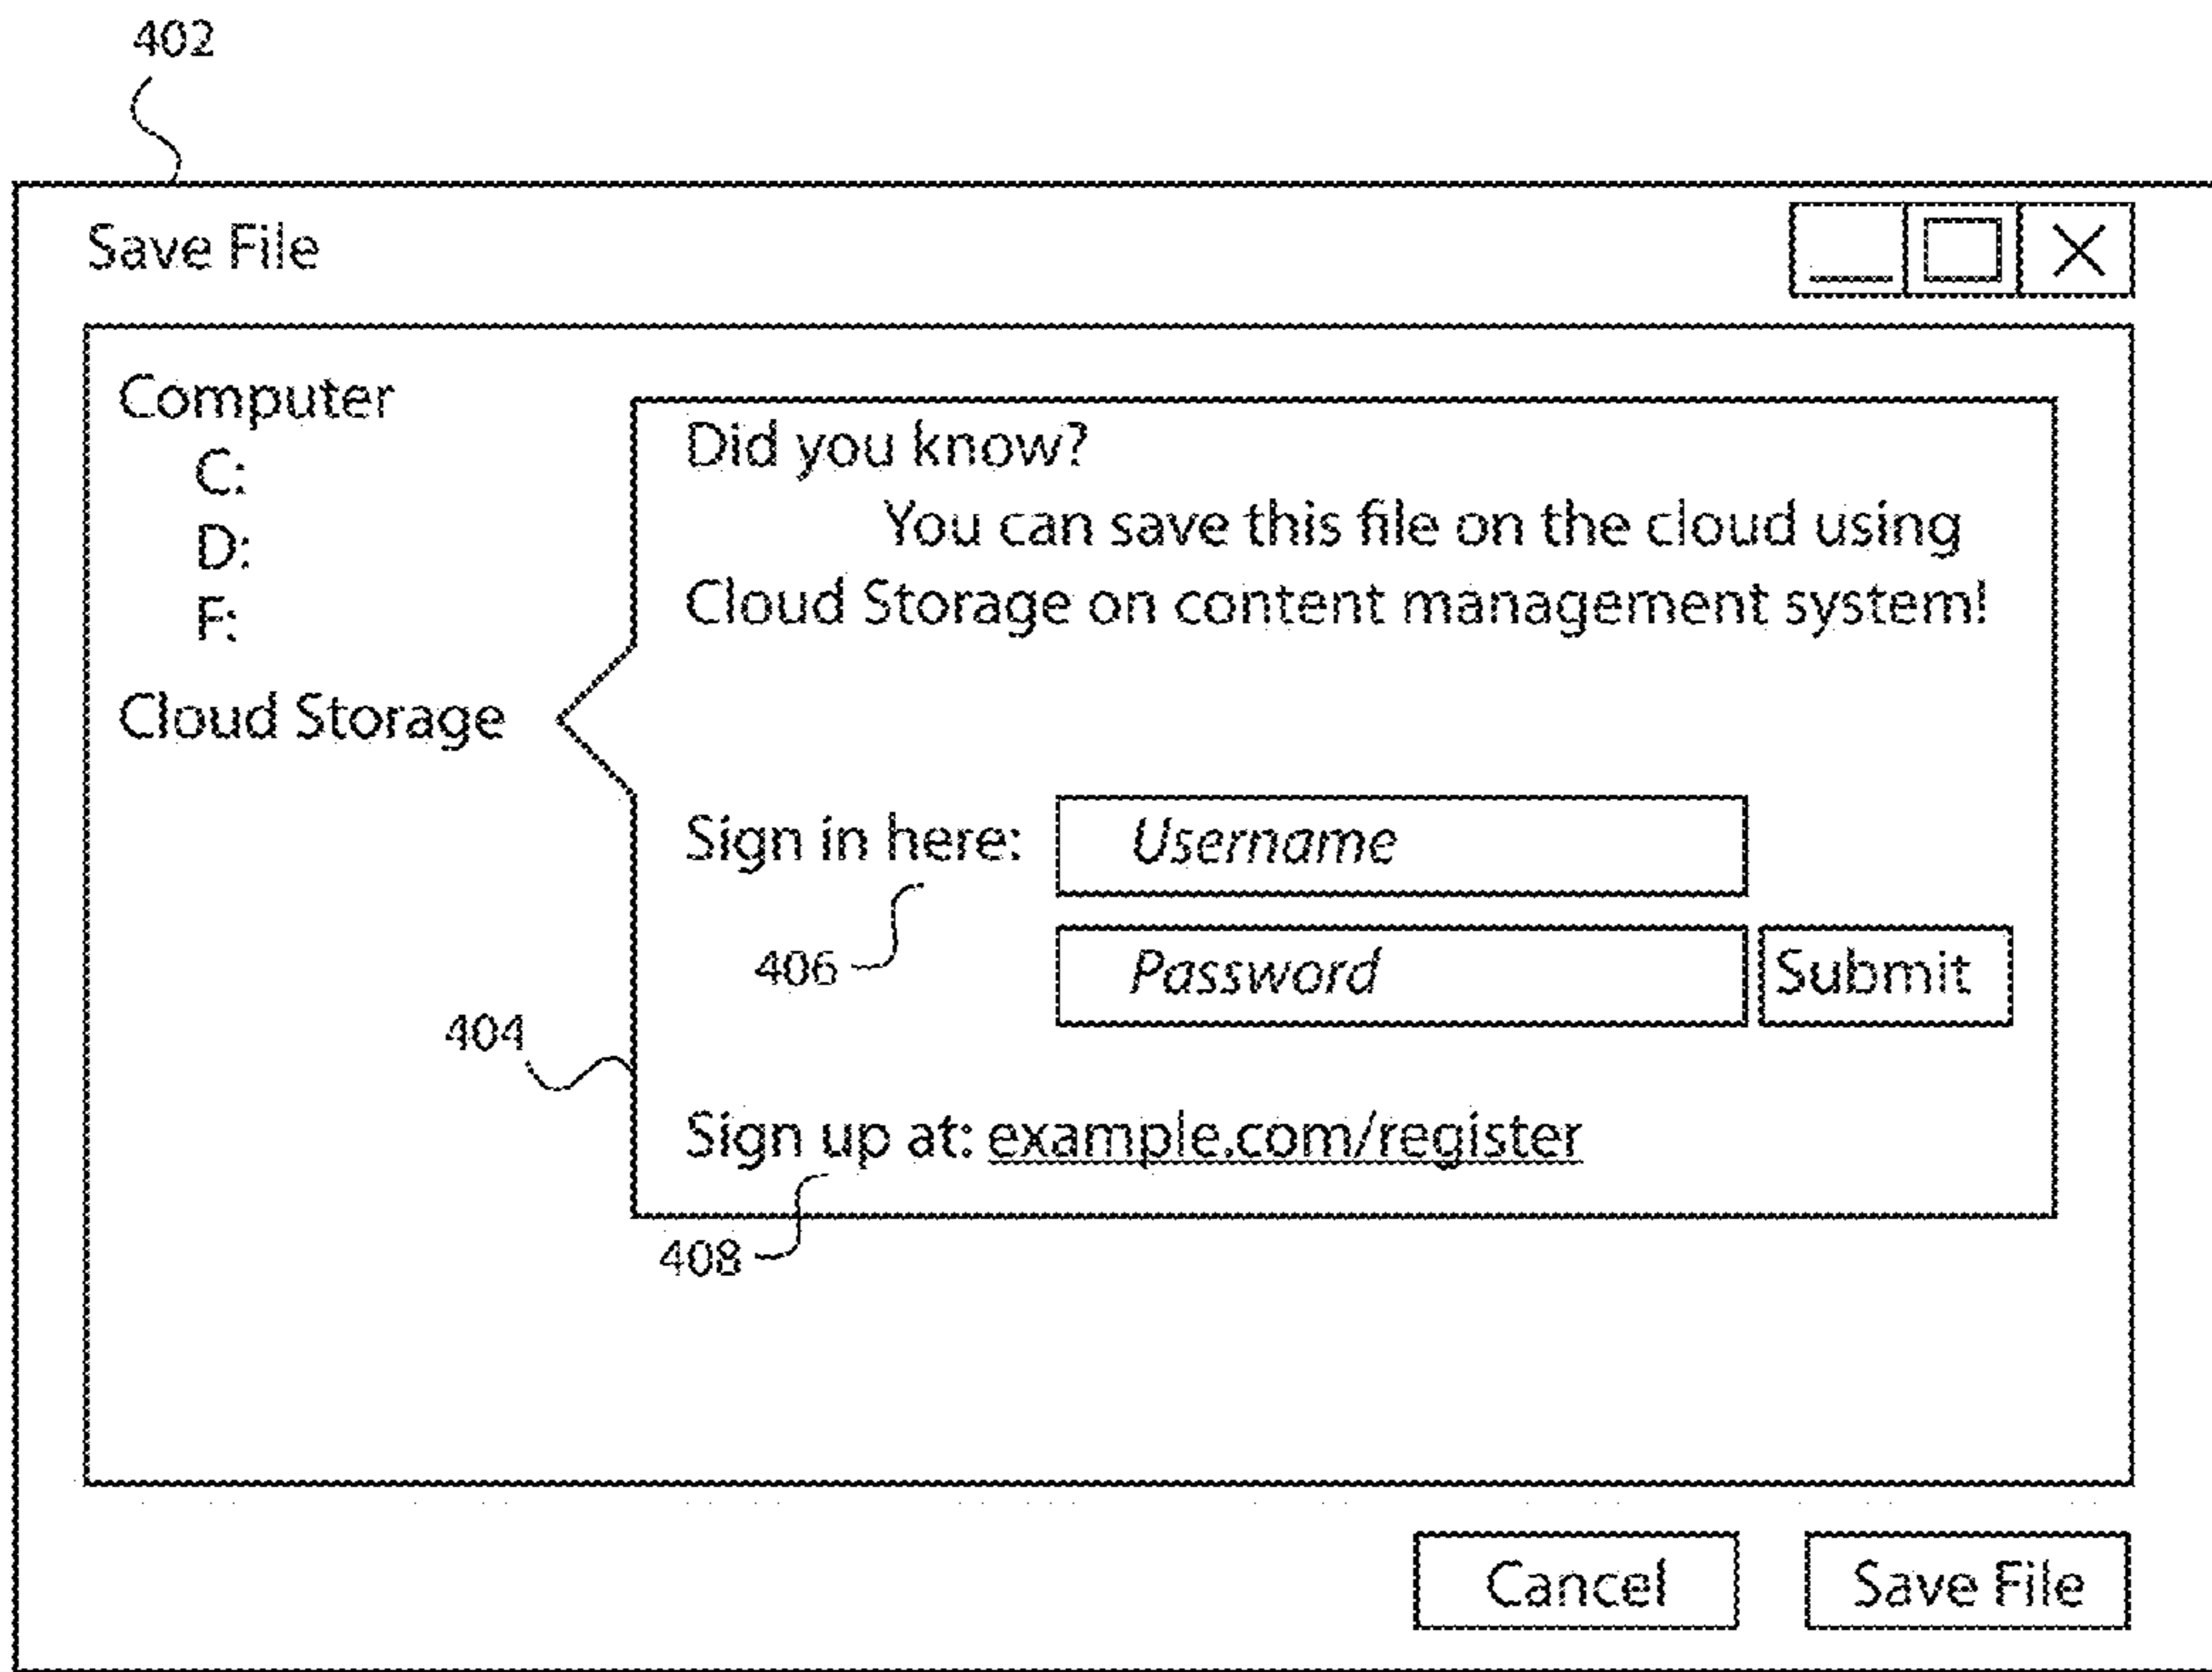 402
Save File
Computer
C:
D:
F:
Cloud Storage
Did you know?
You can save this file on the cloud using
Cloud Storage on content management system!
Sign in here:
Username
406
Password
Submit
404
Sign up at: example.com/register
408
Cancel
Save File